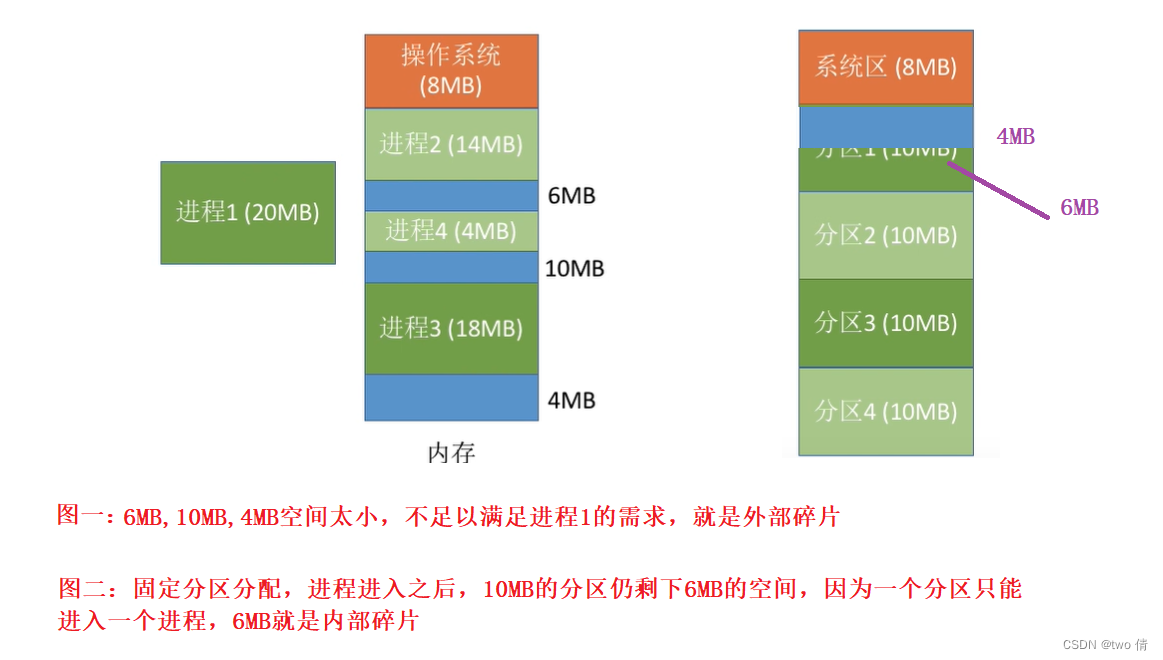 操作系统
(8MB)
进程2 (14MB)
6MB
进程1 (20MB)
进程4 (4MB)
10MB
进程3 (18MB)
4MB
内存
系统区 (8MB)
4MB
分区1 (10MB)
6MB
分区2 (10MB)
分区3 (10MB)
分区4 (10MB)
图一：6MB,10MB,4MB空间太小，不足以满足进程1的需求，就是外部碎片
图二：固定分区分配，进程进入之后，10MB的分区仍剩下6MB的空间，因为一个分区只能
进入一个进程，6MB就是内部碎片
CSDN @two 倩